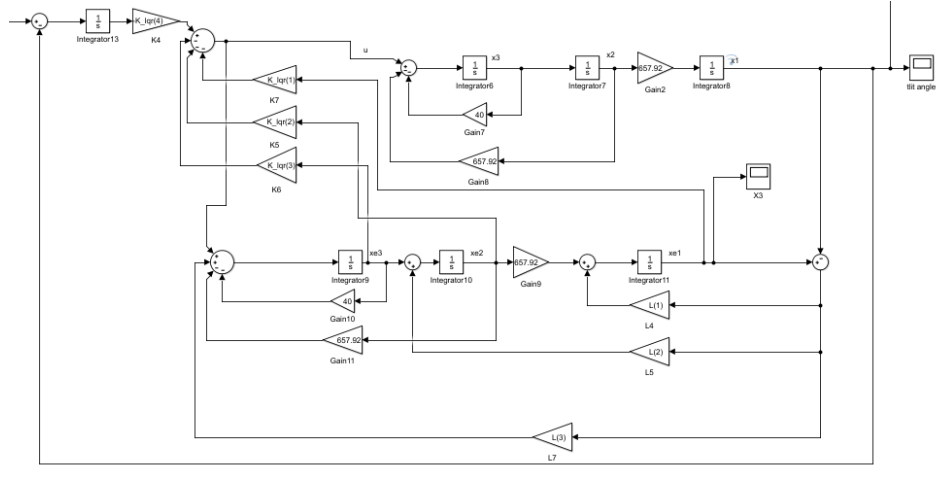 1
s
Integrator13
K_lqr(4)
K4
u
K_lqr(1)
K7
K_lqr(2)
K5
K_lqr(3)
K6
x3
1
s
Integrator6
x2
1
s
Integrator7
657.92
Gain2
x1
1
s
Integrator8
tlit angle
40
Gain7
657.92
Gain8
X3
xe3
1
s
Integrator9
xe2
1
s
Integrator10
657.92
Gain9
xe1
1
s
Integrator11
40
Gain10
657.92
Gain11
L(1)
L4
L(2)
L5
L(3)
L7